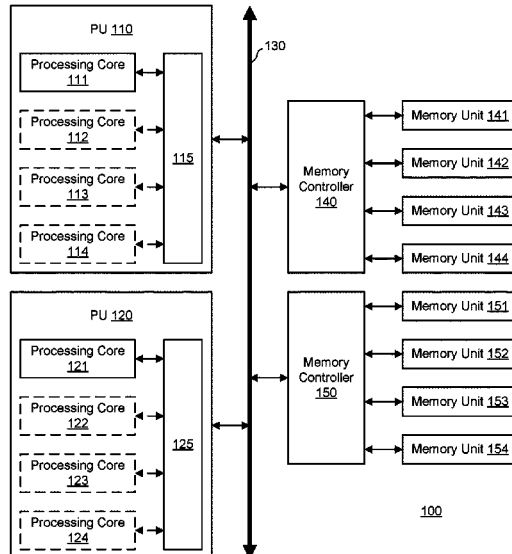 PU 110
Processing Core
111
Processing Core
112
Processing Core
113
Processing Core
114
115
PU 120
Processing Core
121
Processing Core
122
Processing Core
123
Processing Core
124
125
130
Memory
Controller
140
Memory Unit 141
Memory Unit 142
Memory Unit 143
Memory Unit 144
Memory
Controller
150
Memory Unit 151
Memory Unit 152
Memory Unit 153
Memory Unit 154
100